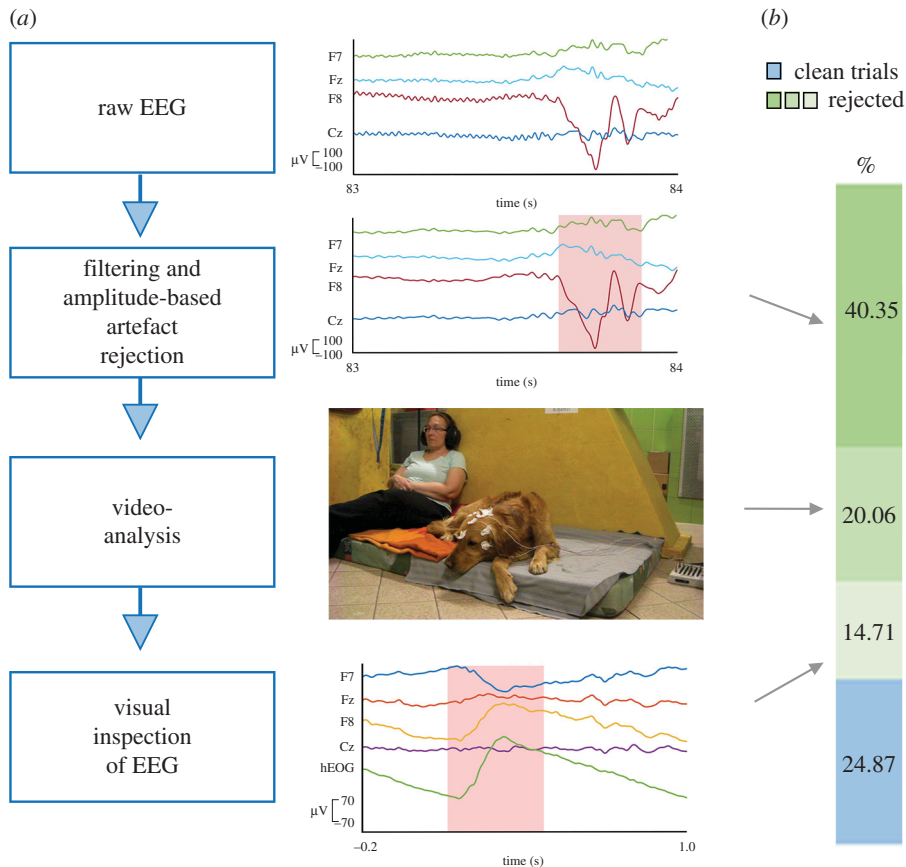 (a)
raw EEG
F7
Fz
F8
Cz
µV
100
–100
83
84
time (s)
filtering and
amplitude-based
artefact
rejection
F7
Fz
F8
Cz
µV
100
–100
83
84
time (s)
video-
analysis
visual
inspection
of EEG
F7
Fz
F8
Cz
hEOG
µV
70
–70
–0.2
1.0
time (s)
(b)
clean trials
rejected
%
40.35
20.06
14.71
24.87